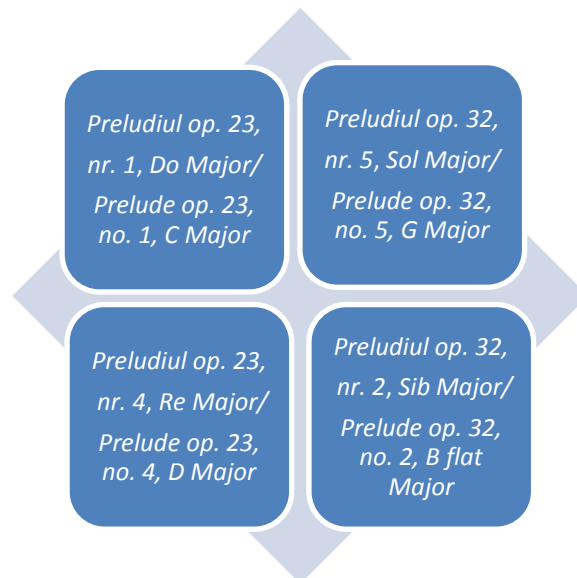 Preludiul op. 23,
nr. 1, Do Major/
Prelude op. 23,
no. 1, C Major
Preludiul op. 32,
nr. 5, Sol Major/
Prelude op. 32,
no. 5, G Major
Preludiul op. 23,
nr. 4, Re Major/
Prelude op. 23,
no. 4, D Major
Preludiul op. 32,
nr. 2, Sib Major/
Prelude op. 32,
no. 2, B flat
Major